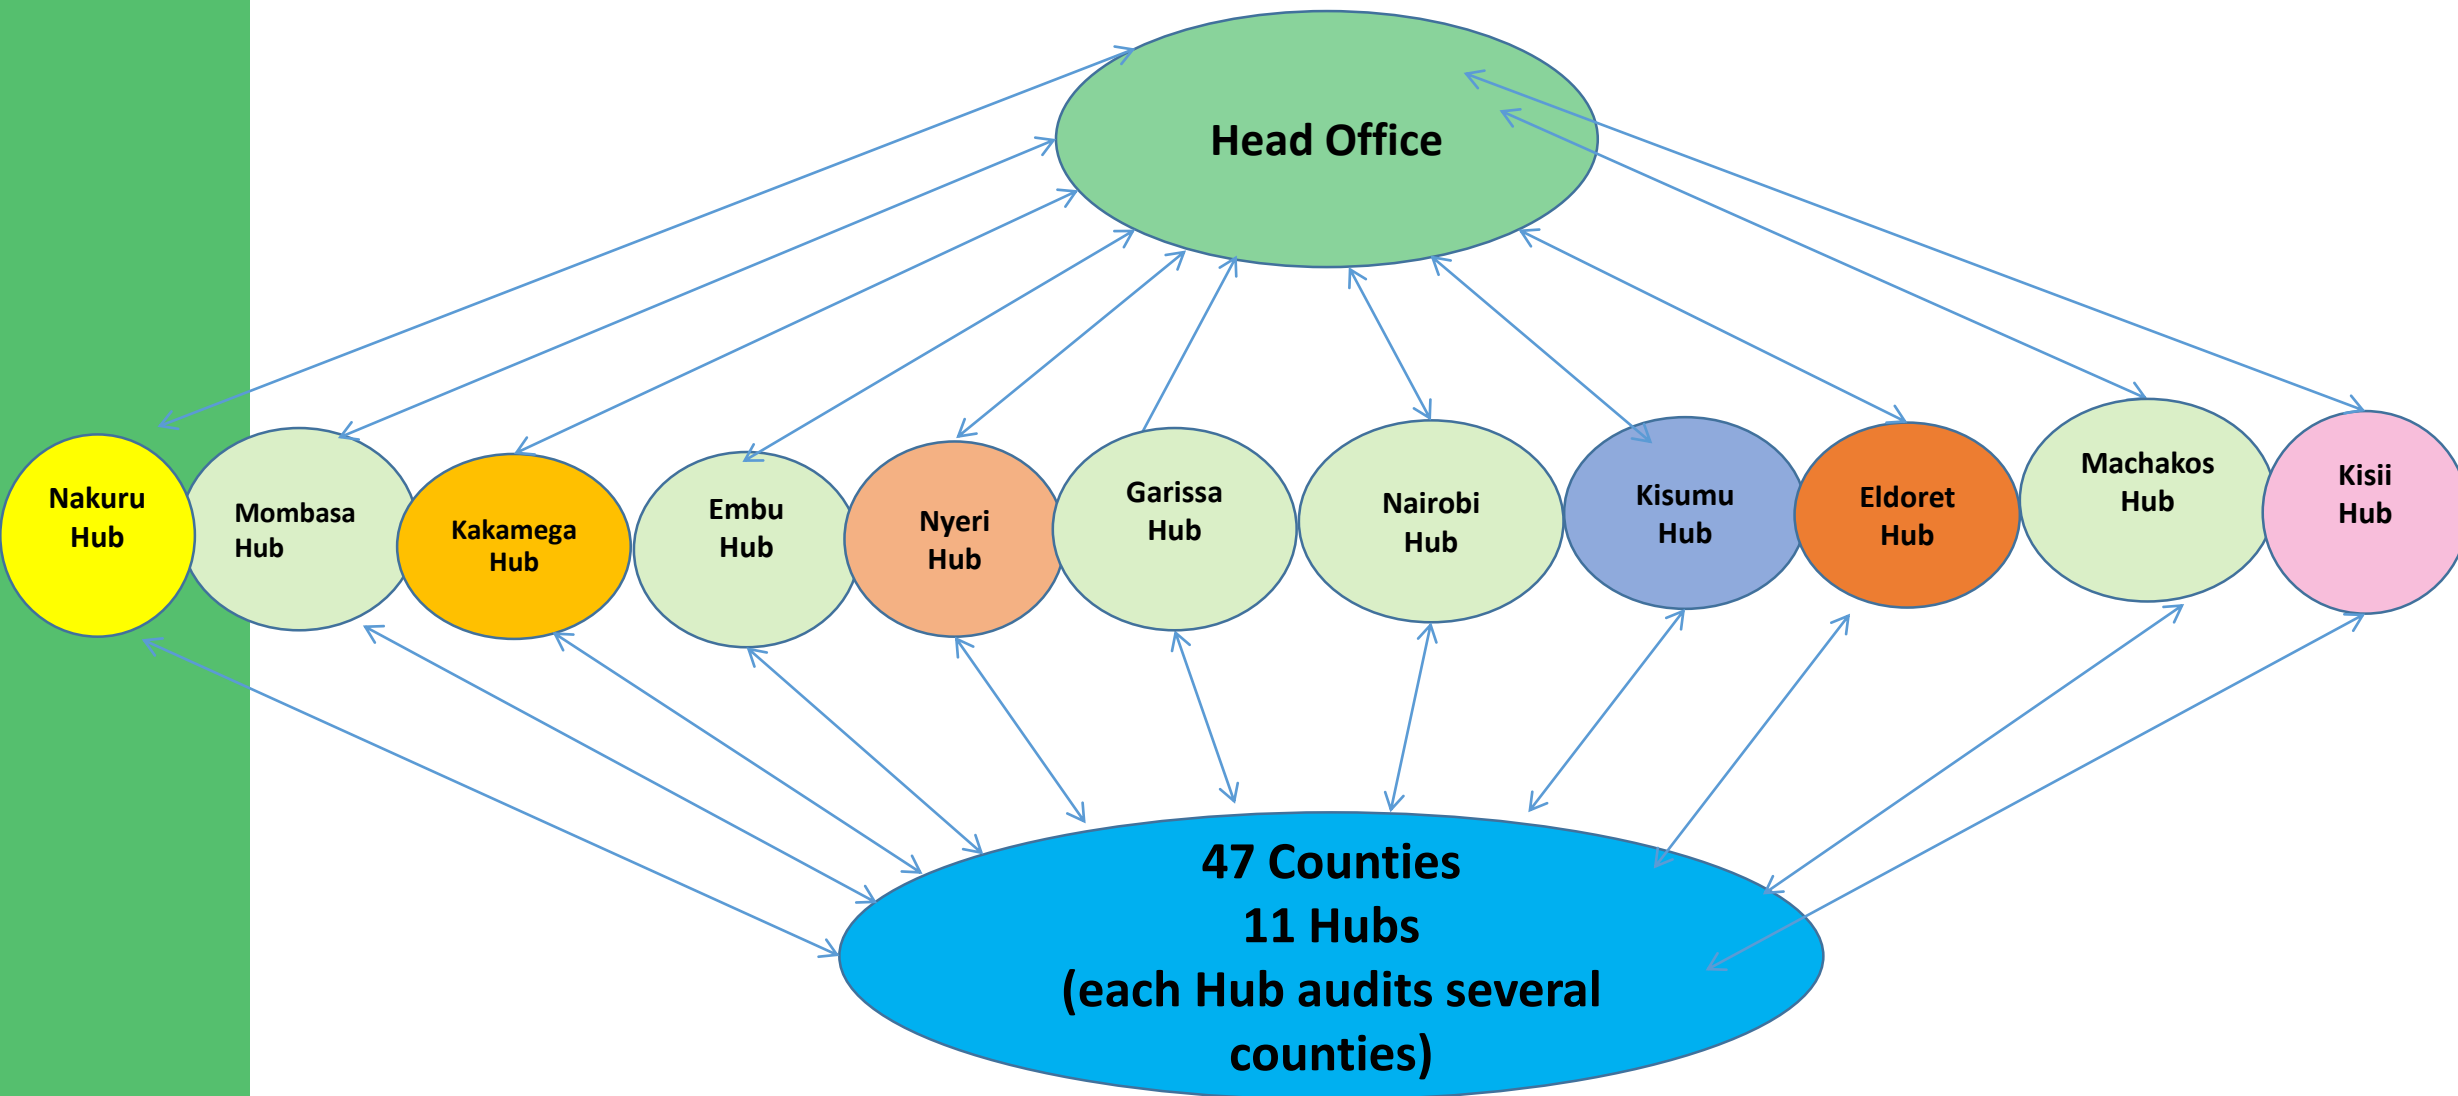 Head Office
Nakuru
Hub
Mombasa
Hub
Kakamega
Hub
Embu
Hub
Nyeri
Hub
Garissa
Hub
Nairobi
Hub
Kisumu
Hub
Eldoret
Hub
Machakos
Hub
Kisii
Hub
47 Counties
11 Hubs
(each Hub audits several
counties)